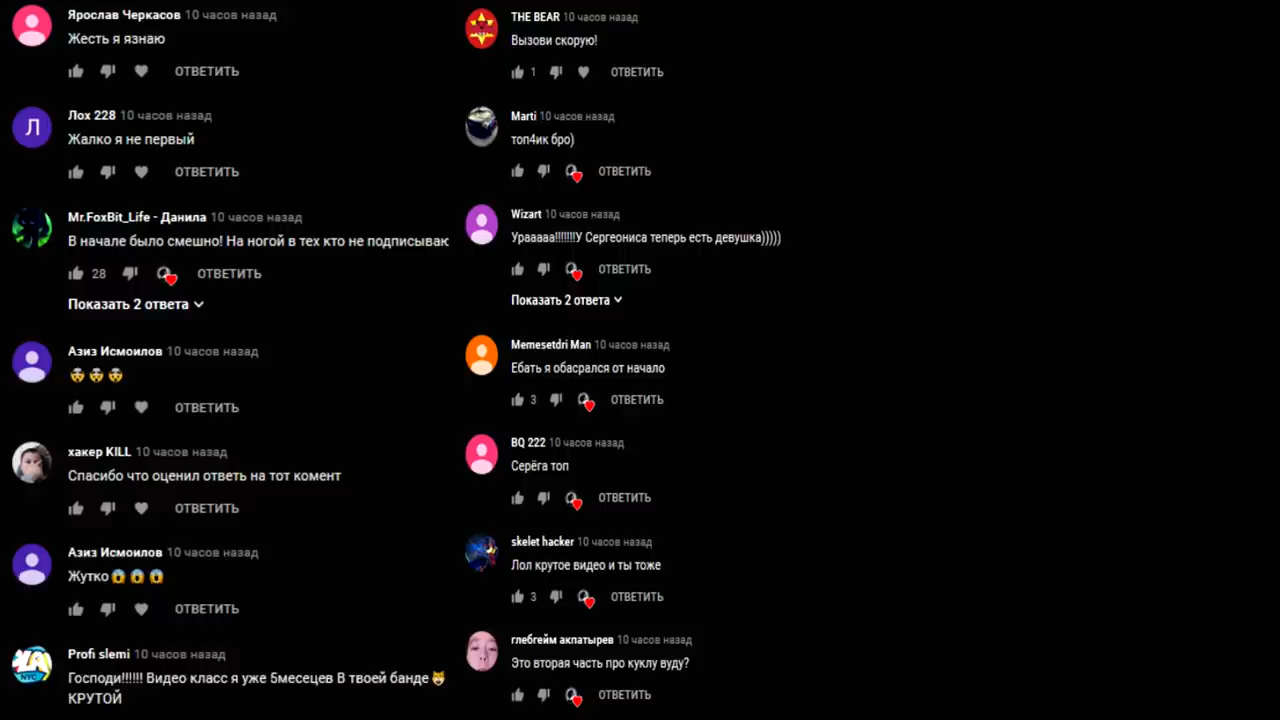 Ярослав Черкасов 10 часов назад
Жесть я язнаю
ОТВЕТИТЬ
Лох 228 10 часов назад
Л
Жалко я не первый
ОТВЕТИТЬ
Mr.FoxBit_Life - Данила 10 часов назад
В начале было смешно! На ногой в тех кто не подписываю
28 ОТВЕТИТЬ
Показать 2 ответа
Азиз Исмоилов 10 часов назад
🤯🤯🤯
ОТВЕТИТЬ
хакер KILL 10 часов назад
Спасибо что оценил ответь на тот комент
ОТВЕТИТЬ
Азиз Исмоилов 10 часов назад
Жутко😱😱😱
ОТВЕТИТЬ
Profi slemi 10 часов назад
NYC
Господи!!!!!! Видео класс я уже 5месецев В твоей банде😺
КРУТОЙ
THE BEAR 10 часов назад
Вызови скорую!
1 ОТВЕТИТЬ
Marti 10 часов назад
топ4ик бро)
ОТВЕТИТЬ
Wizart 10 часов назад
Урааааа!!!!!!!У Сергеониса теперь есть девушка)))))
ОТВЕТИТЬ
Показать 2 ответа
Memesetdri Man 10 часов назад
Ебать я обасрался от начало
3 ОТВЕТИТЬ
BQ 222 10 часов назад
Серёга топ
ОТВЕТИТЬ
skelet hacker 10 часов назад
Лол крутое видео и ты тоже
3 ОТВЕТИТЬ
глебгейм акпатырев 10 часов назад
Это вторая часть про куклу вуду?
ОТВЕТИТЬ